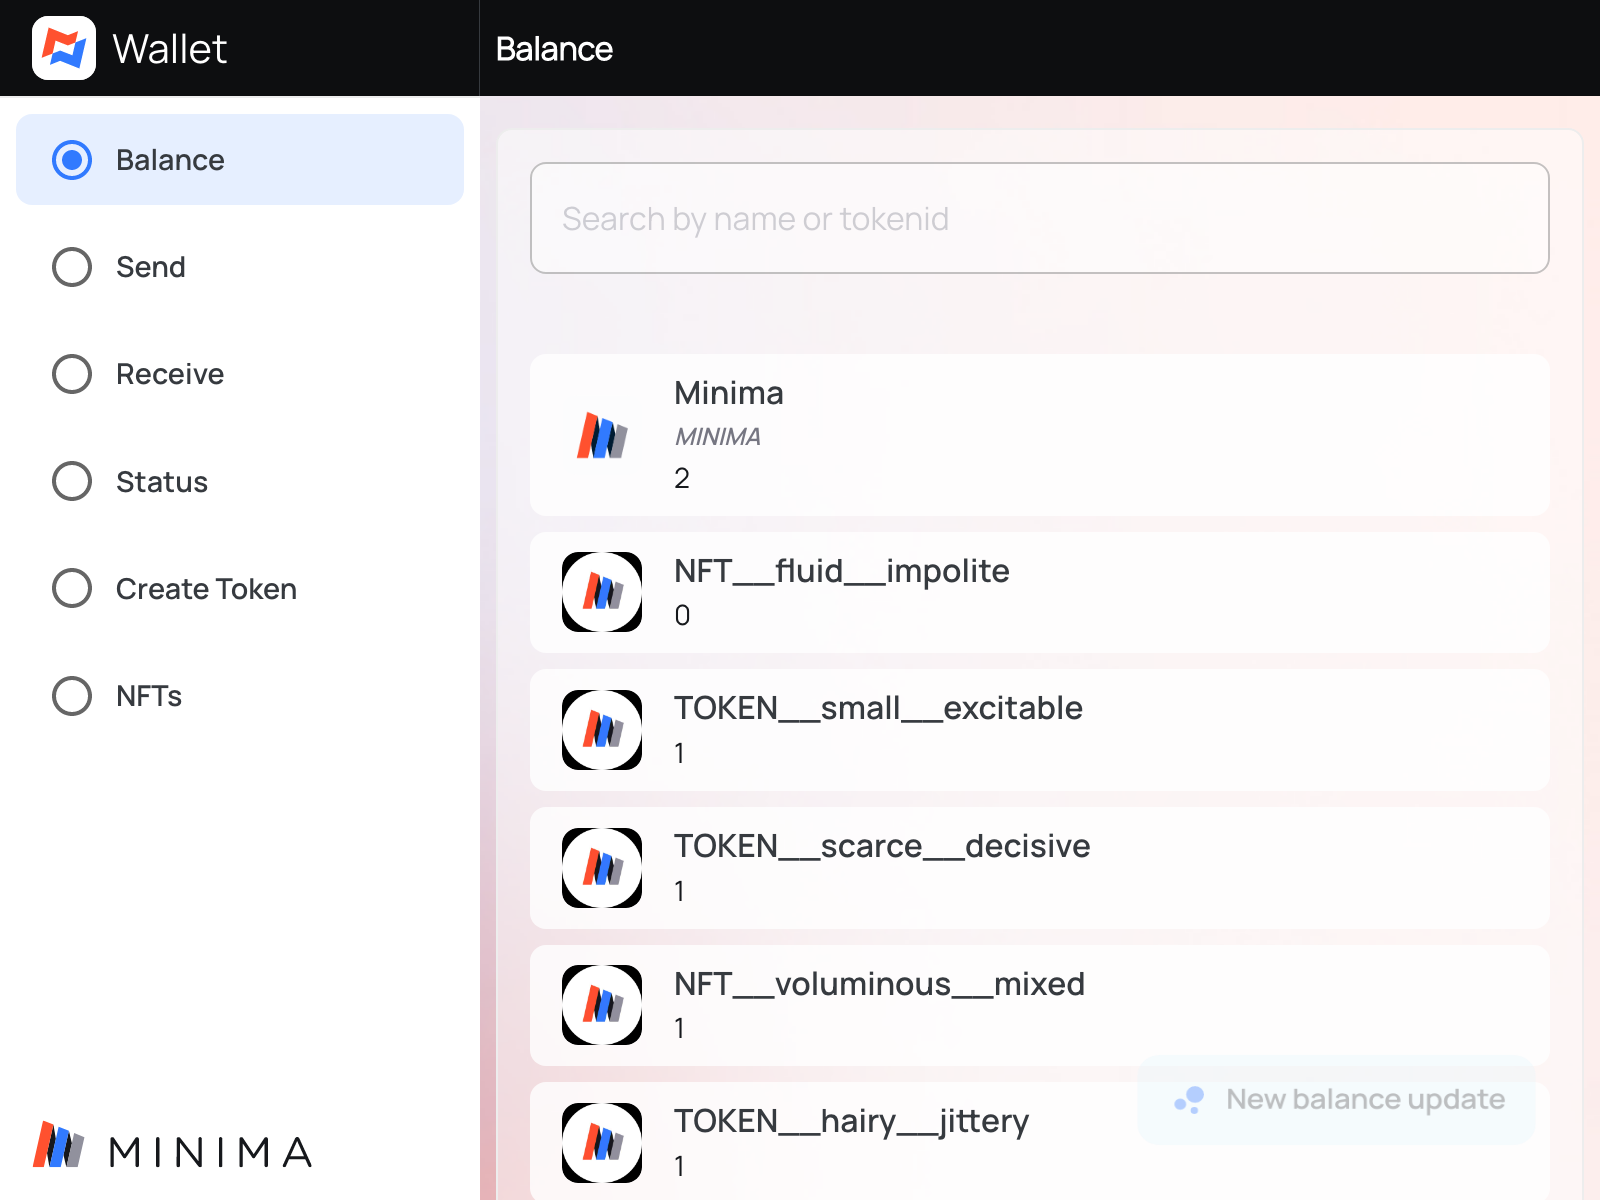 Wallet
Balance
Balance
Send
Receive
Status
Create Token
NFTs
MINIMA
Search by name or tokenid
Minima
MINIMA
2
NFT__fluid__impolite
0
TOKEN__small__excitable
1
TOKEN__scarce__decisive
1
NFT__voluminous__mixed
1
TOKEN__hairy__jittery
1
New balance update